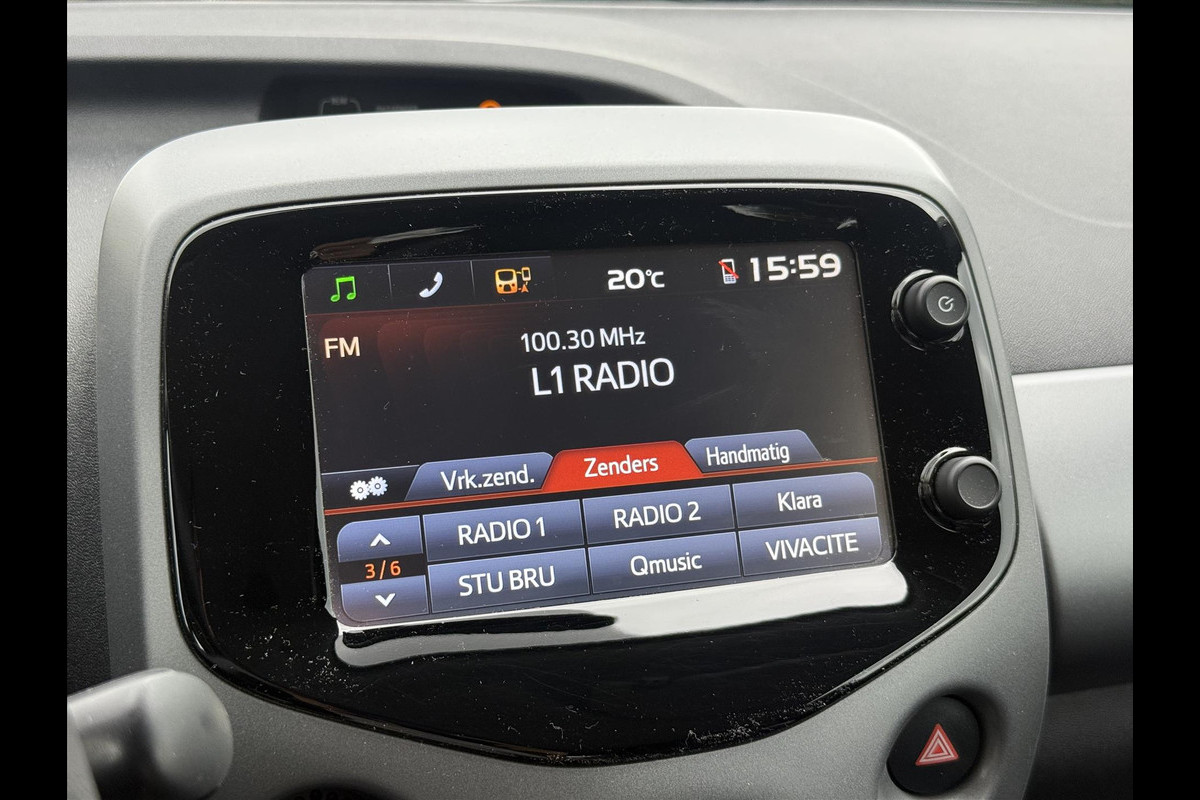 20°C 15:59
FM
100.30 MHz
L1 RADIO
Vrk.zend. Zenders Handmatig
RADIO 1 RADIO 2 Klara
3/6
STU BRU Qmusic VIVACITE